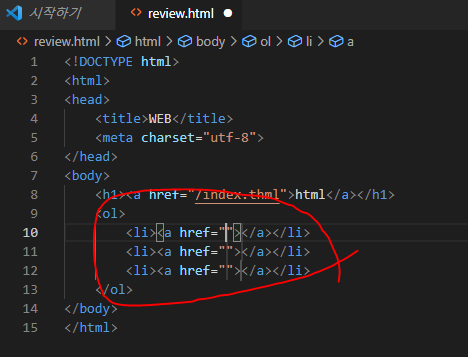 시작하기 review.html
review.html > html > body > ol > li > a
1 <!DOCTYPE html>
2 <html>
3 <head>
4 <title>WEB</title>
5 <meta charset="utf-8">
6 </head>
7 <body>
8 <h1><a href="/index.thml">html</a></h1>
9 <ol>
10 <li><a href=""></a></li>
11 <li><a href=""></a></li>
12 <li><a href=""></a></li>
13 </ol>
14 </body>
15 </html>